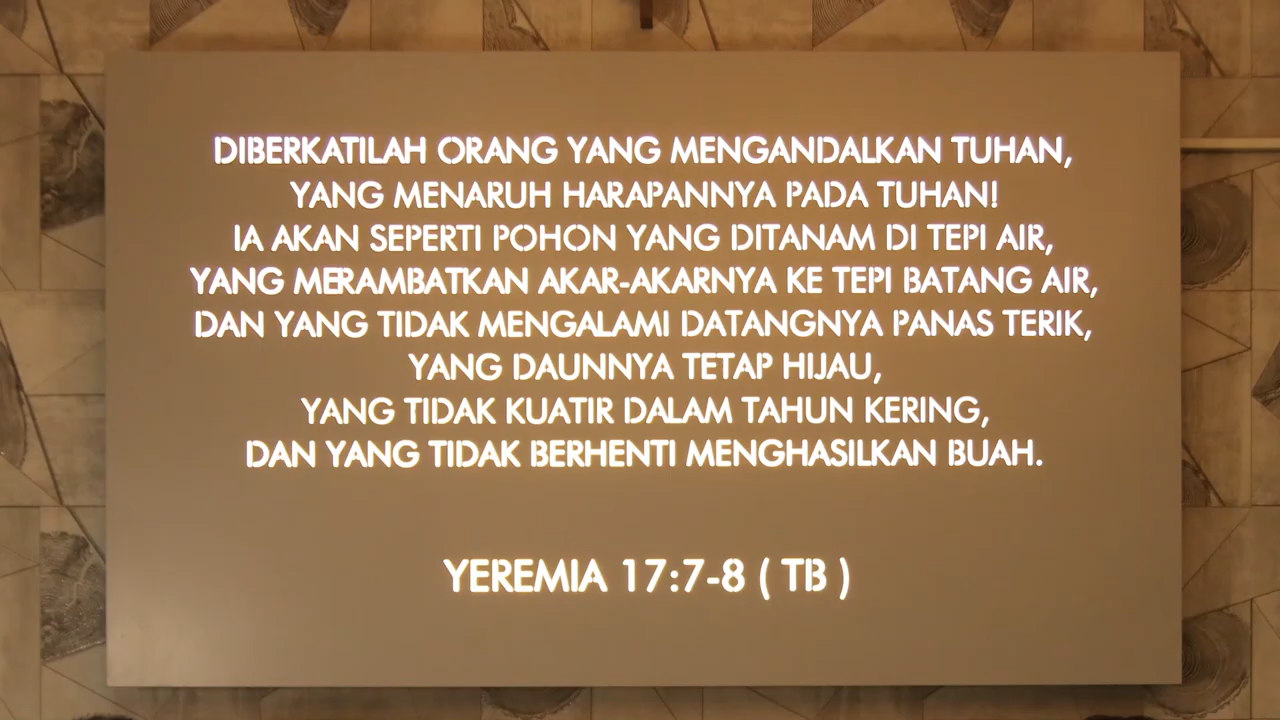 DIBERKATILAH ORANG YANG MENGANDALKAN TUHAN,
YANG MENARUH HARAPANNYA PADA TUHAN!
IA AKAN SEPERTI POHON YANG DITANAM DI TEPI AIR,
YANG MERAMBATKAN AKAR-AKARNYA KE TEPI BATANG AIR,
DAN YANG TIDAK MENGALAMI DATANGNYA PANAS TERIK,
YANG DAUNNYA TETAP HIJAU,
YANG TIDAK KUATIR DALAM TAHUN KERING,
DAN YANG TIDAK BERHENTI MENGHASILKAN BUAH.
YEREMIA 17:7-8 ( TB )